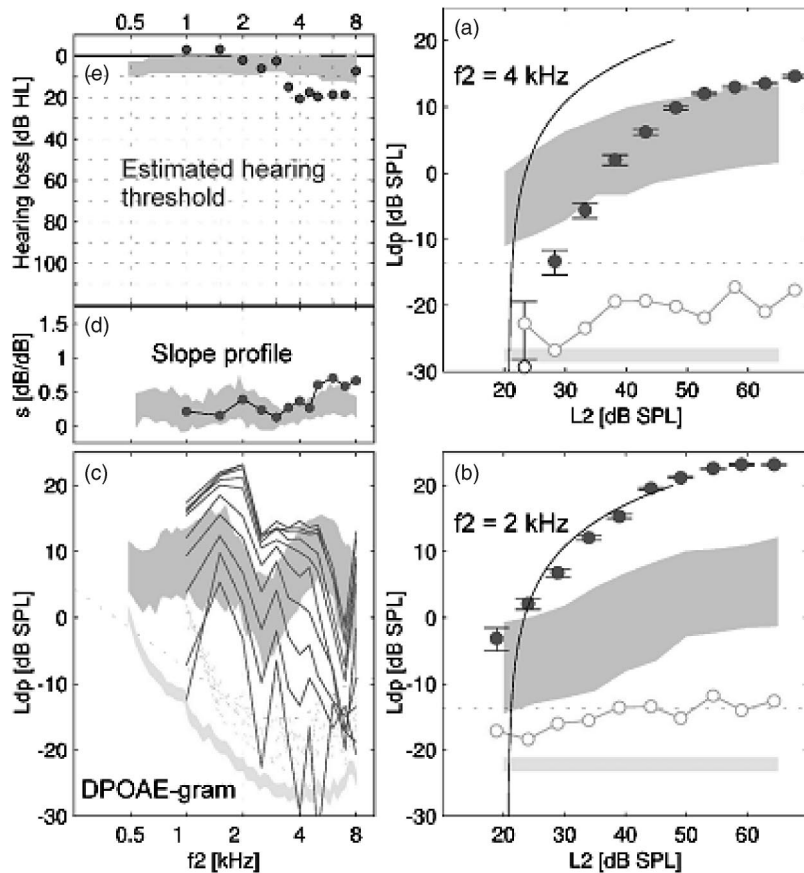 0.5 1 2 4 8
(e)
0
20
40
60
80
100
Hearing loss [dB HL]
Estimated hearing
threshold
(d)
1.5
1
0.5
0
s [dB/dB]
Slope profile
(c)
20
10
0
-10
-20
-30
Ldp [dB SPL]
DPOAE-gram
0.5 1 2 4 8
f2 [kHz]
(a)
20
10
0
-10
-20
-30
Ldp [dB SPL]
f2 = 4 kHz
20 30 40 50 60
L2 [dB SPL]
(b)
20
10
0
-10
-20
-30
Ldp [dB SPL]
f2 = 2 kHz
20 30 40 50 60
L2 [dB SPL]